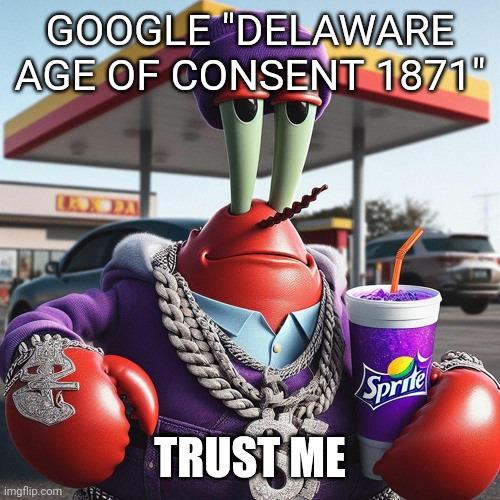 GOOGLE "DELAWARE
AGE OF CONSENT 1871"
Sprite
TRUST ME
imgflip.com